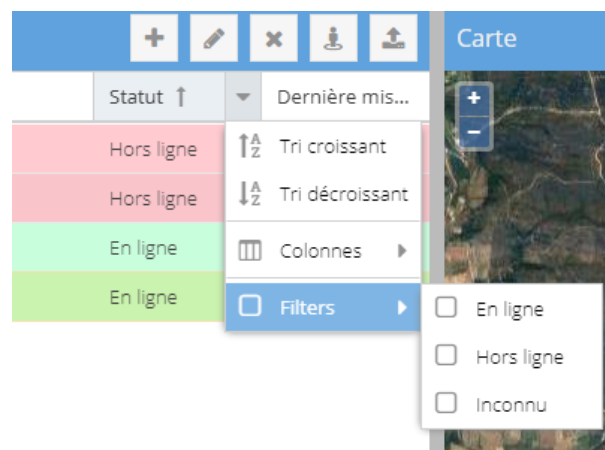 Carte
Statut ↑ Dernière mis...
Hors ligne
Tri croissant
Hors ligne
Tri décroissant
En ligne
Colonnes
En ligne
Filters
En ligne
Hors ligne
Inconnu